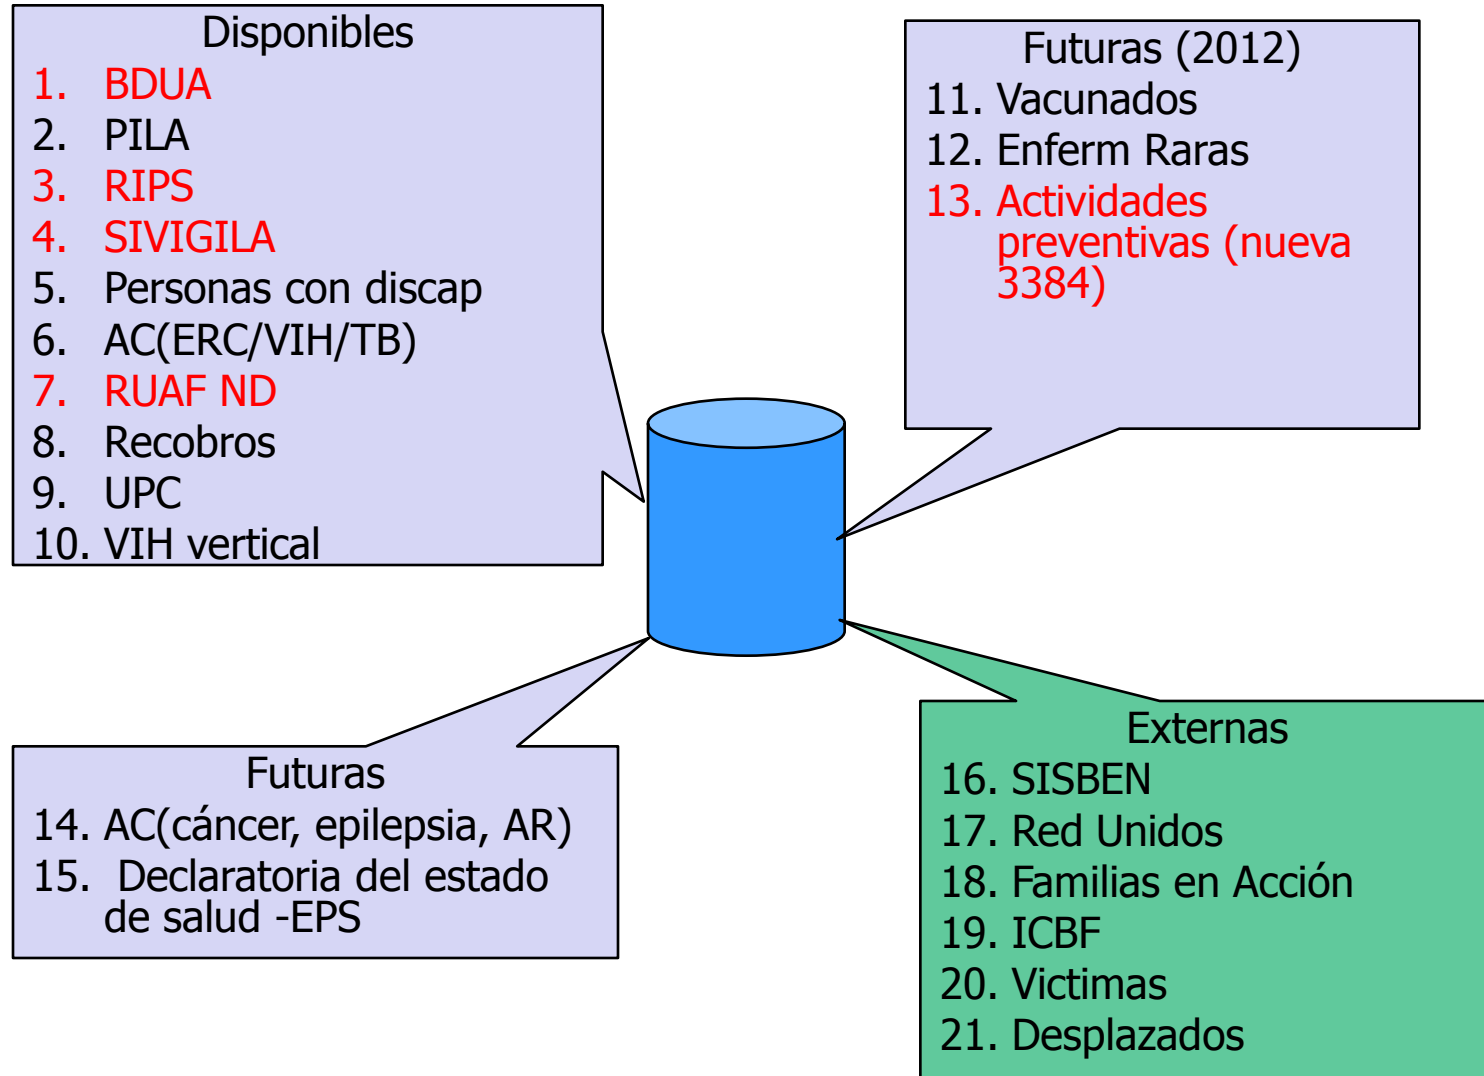 Disponibles
1. BDUA
2. PILA
3. RIPS
4. SIVIGILA
5. Personas con discap
6. AC(ERC/VIH/TB)
7. RUAF ND
8. Recobros
9. UPC
10. VIH vertical
Futuras (2012)
11. Vacunados
12. Enferm Raras
13. Actividades
preventivas (nueva
3384)
Futuras
14. AC(cáncer, epilepsia, AR)
15. Declaratoria del estado
de salud -EPS
Externas
16. SISBEN
17. Red Unidos
18. Familias en Acción
19. ICBF
20. Victimas
21. Desplazados